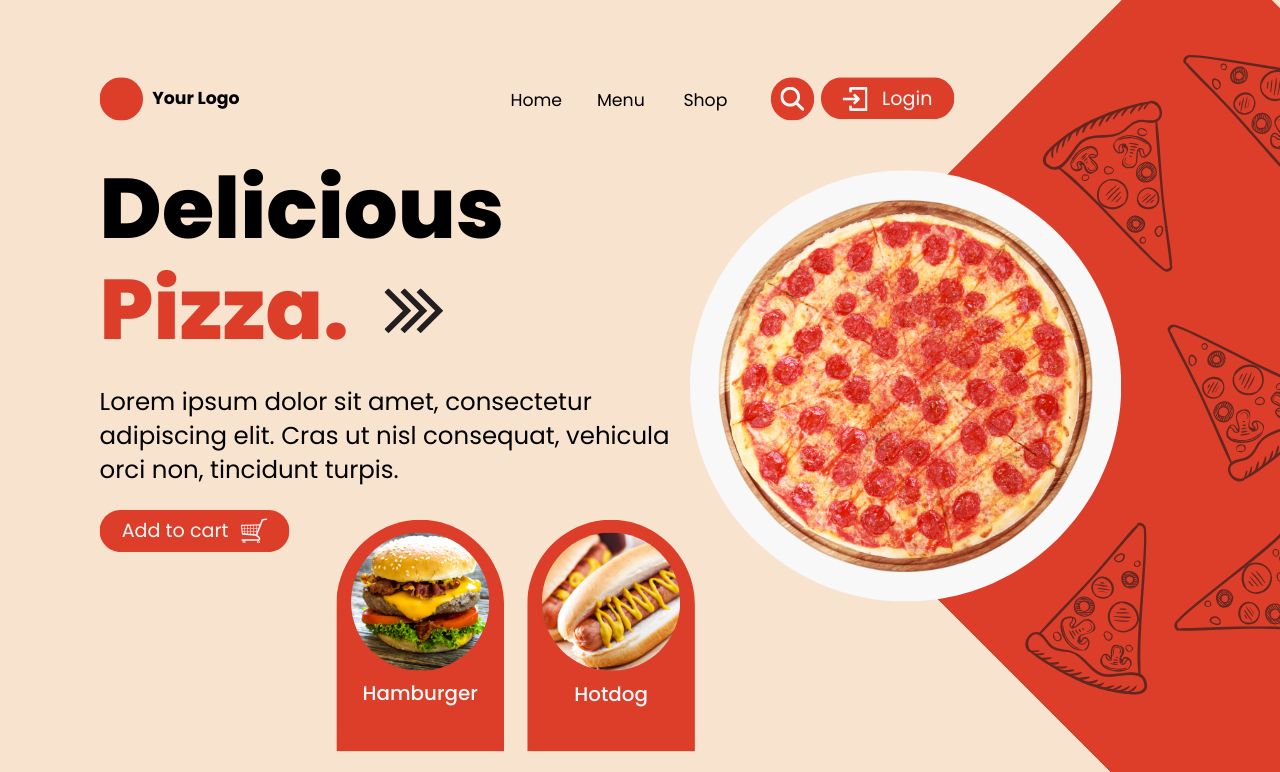 Your Logo
Home
Menu
Shop
Login
Delicious
Pizza.
Lorem ipsum dolor sit amet, consectetur
adipiscing elit. Cras ut nisl consequat, vehicula
orci non, tincidunt turpis.
Add to cart
Hamburger
Hotdog